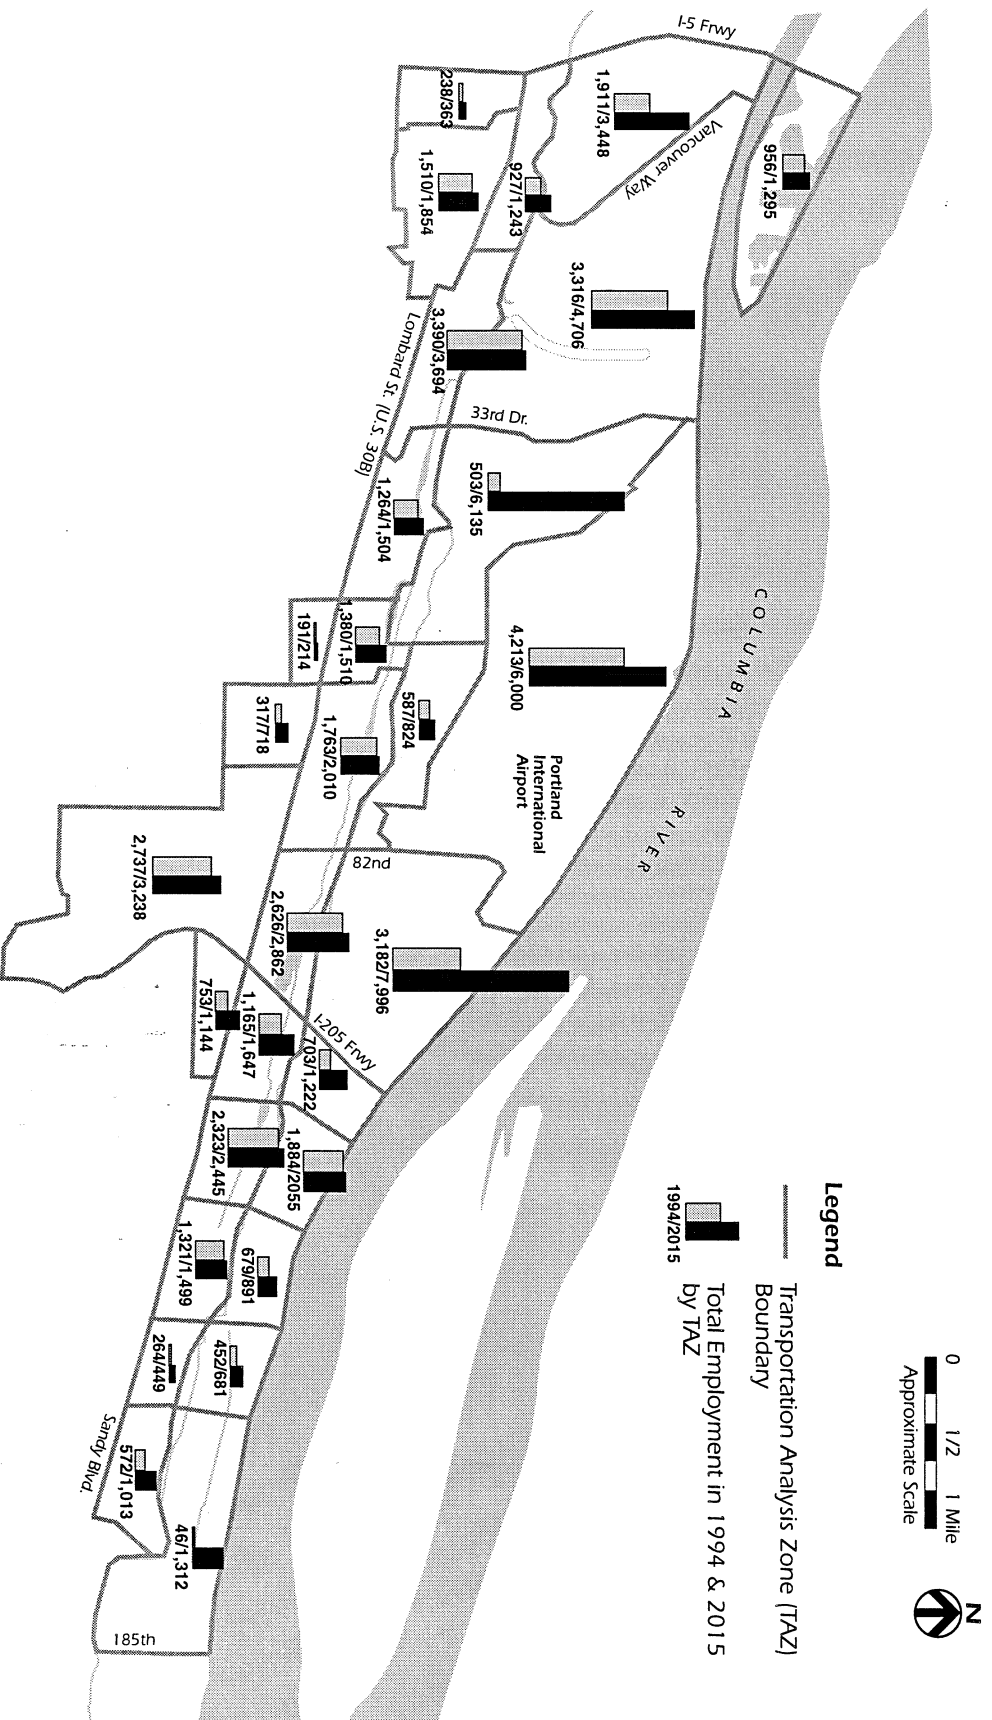 I-5 Frwy
1,911/3,448
Vancouver Way
956/1,295
238/363
1,510/1,854
927/1,243
3,316/4,706
3,390/3,694
Lombard St. (U.S. 30B)
33rd Dr.
503/6,135
1,264/1,504
COLUMBIA
RIVER
4,213/6,000
1,380/1,510
191/214
587/824
317/718
1,763/2,010
Portland
International
Airport
82nd
2,737/3,238
2,626/2,862
3,182/7,996
I-205 Frwy
753/1,144
1,165/1,647
703/1,222
2,323/2,445
1,884/2055
1,321/1,499
679/891
264/449
452/681
Sandy Blvd.
572/1,013
46/1,312
185th
Legend
Transportation Analysis Zone (TAZ)
Boundary
1994/2015
Total Employment in 1994 & 2015
by TAZ
0 1/2 1 Mile
Approximate Scale
N